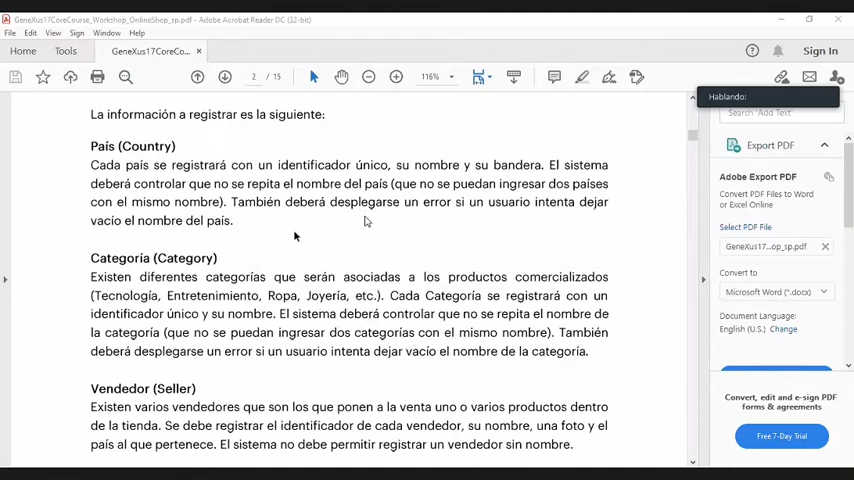 GeneXus17CoreCourse_Workshop_OnlineShop_sp.pdf - Adobe Acrobat Reader DC (32-bit)
File Edit View Sign Window Help
Home Tools GeneXus17CoreCo... × Sign In
2 / 15 116%
Hablando:
Search 'Add Text'
La información a registrar es la siguiente:
País (Country)
Cada país se registrará con un identificador único, su nombre y su bandera. El sistema
deberá controlar que no se repita el nombre del país (que no se puedan ingresar dos países
con el mismo nombre). También deberá desplegarse un error si un usuario intenta dejar
vacío el nombre del país.
Categoría (Category)
Existen diferentes categorías que serán asociadas a los productos comercializados
(Tecnología, Entretenimiento, Ropa, Joyería, etc.). Cada Categoría se registrará con un
identificador único y su nombre. El sistema deberá controlar que no se repita el nombre de
la categoría (que no se puedan ingresar dos categorías con el mismo nombre). También
deberá desplegarse un error si un usuario intenta dejar vacío el nombre de la categoría.
Vendedor (Seller)
Existen varios vendedores que son los que ponen a la venta uno o varios productos dentro
de la tienda. Se debe registrar el identificador de cada vendedor, su nombre, una foto y el
país al que pertenece. El sistema no debe permitir registrar un vendedor sin nombre.
Export PDF
Adobe Export PDF
Convert PDF Files to Word
or Excel Online
Select PDF File
GeneXus17...op_sp.pdf ×
Convert to
Microsoft Word (*.docx)
Document Language:
English (U.S.) Change
Convert, edit and e-sign PDF
forms & agreements
Free 7-Day Trial